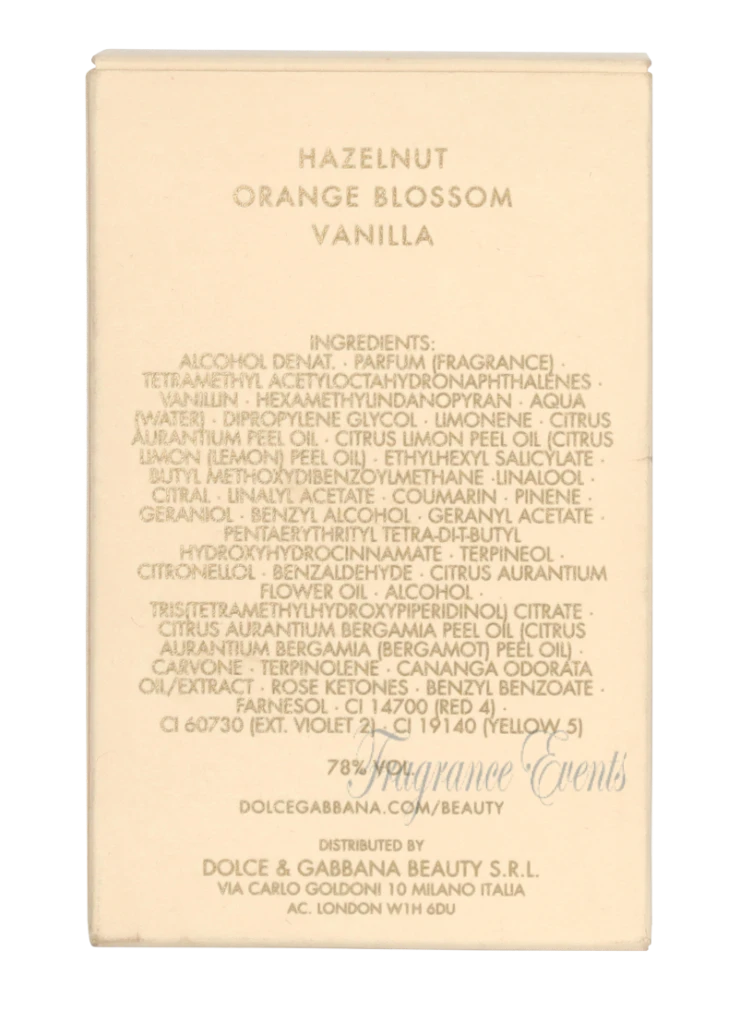 HAZELNUT
ORANGE BLOSSOM
VANILLA
INGREDIENTS:
ALCOHOL DENAT. · PARFUM (FRAGRANCE) ·
TETRAMETHYL ACETYLOCTAHYDRONAPHTHALENES ·
VANILLIN · HEXAMETHYLINDANOPYRAN · AQUA
(WATER) · DIPROPYLENE GLYCOL · LIMONENE · CITRUS
AURANTIUM PEEL OIL · CITRUS LIMON PEEL OIL (CITRUS
LIMON (LEMON) PEEL OIL) · ETHYLHEXYL SALICYLATE ·
BUTYL METHOXYDIBENZOYLMETHANE ·LINALOOL ·
CITRAL · LINALYL ACETATE · COUMARIN · PINENE ·
GERANIOL · BENZYL ALCOHOL · GERANYL ACETATE ·
PENTAERYTHRITYL TETRA-DI-T-BUTYL
HYDROXYHYDROCINNAMATE · TERPINEOL ·
CITRONELLOL · BENZALDEHYDE · CITRUS AURANTIUM
FLOWER OIL · ALCOHOL ·
TRIS(TETRAMETHYLHYDROXYPIPERIDINOL) CITRATE ·
CITRUS AURANTIUM BERGAMIA PEEL OIL (CITRUS
AURANTIUM BERGAMIA (BERGAMOT) PEEL OIL) ·
CARVONE · TERPINOLENE · CANANGA ODORATA
OIL/EXTRACT · ROSE KETONES · BENZYL BENZOATE ·
FARNESOL · CI 14700 (RED 4) ·
CI 60730 (EXT. VIOLET 2) · CI 19140 (YELLOW 5)
78% VOL
Fragrance Events
DOLCEGABBANA.COM/BEAUTY
DISTRIBUTED BY
DOLCE & GABBANA BEAUTY S.R.L.
VIA CARLO GOLDONI 10 MILANO ITALIA
AC. LONDON W1H 6DU